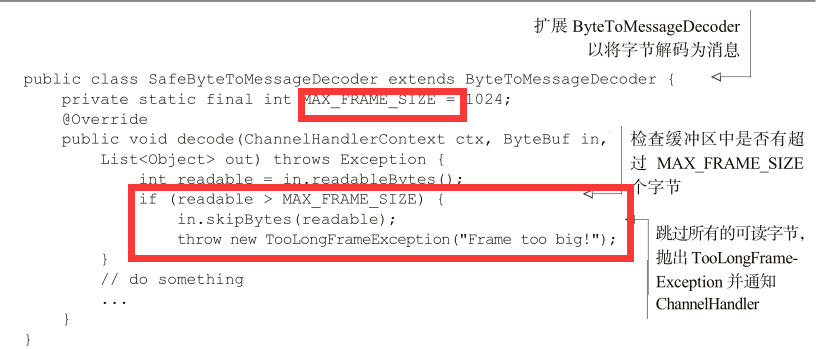 扩展 ByteToMessageDecoder
以将字节解码为消息
public class SafeByteToMessageDecoder extends ByteToMessageDecoder {
private static final int MAX_FRAME_SIZE = 1024;
@Override
public void decode(ChannelHandlerContext ctx, ByteBuf in,
List<Object> out) throws Exception {
int readable = in.readableBytes();
if (readable > MAX_FRAME_SIZE) {
in.skipBytes(readable);
throw new TooLongFrameException("Frame too big!");
}
// do something
...
}
}
检查缓冲区中是否有超
过 MAX_FRAME_SIZE
个字节
跳过所有的可读字节,
抛出 TooLongFrame-
Exception 并通知
ChannelHandler